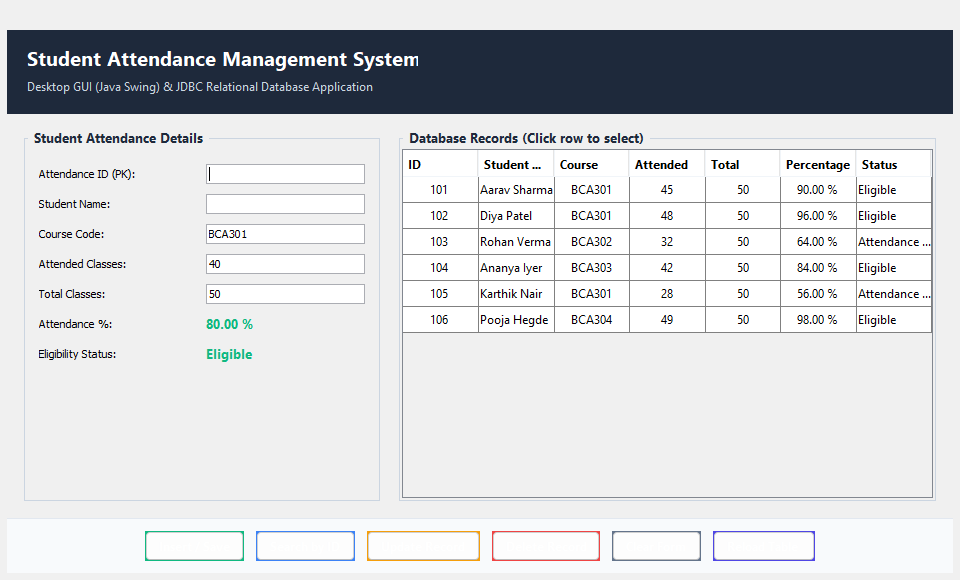 Student Attendance Management System
Desktop GUI (Java Swing) & JDBC Relational Database Application
Student Attendance Details
Attendance ID (PK):
Student Name:
Course Code: BCA301
Attended Classes: 40
Total Classes: 50
Attendance %: 80.00 %
Eligibility Status: Eligible
Database Records (Click row to select)
ID Student ... Course Attended Total Percentage Status
101 Aarav Sharma BCA301 45 50 90.00 % Eligible
102 Diya Patel BCA301 48 50 96.00 % Eligible
103 Rohan Verma BCA302 32 50 64.00 % Attendance ...
104 Ananya Iyer BCA303 42 50 84.00 % Eligible
105 Karthik Nair BCA301 28 50 56.00 % Attendance ...
106 Pooja Hegde BCA304 49 50 98.00 % Eligible